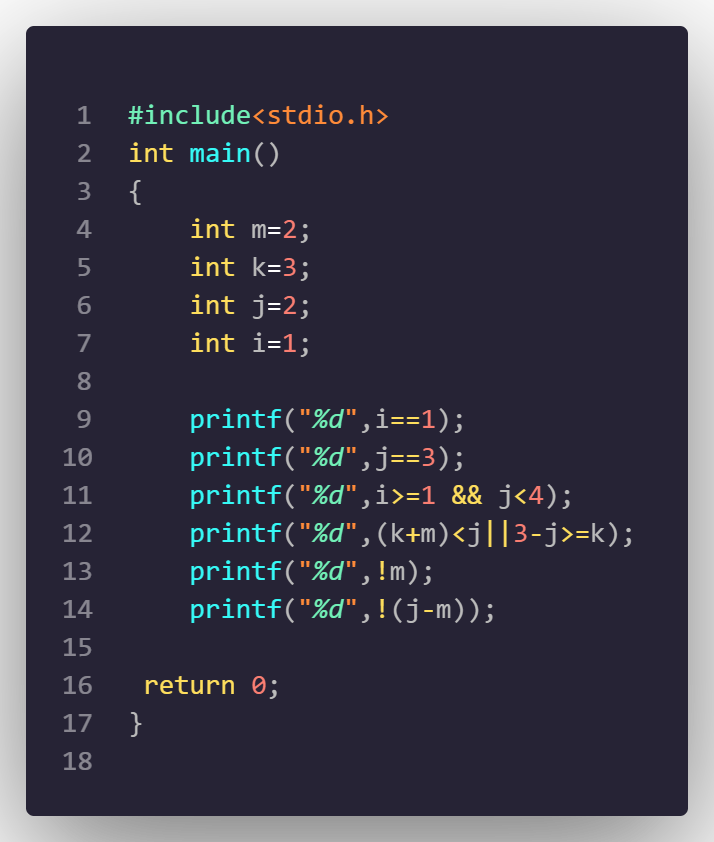 1 #include<stdio.h>
2 int main()
3 {
4     int m=2;
5     int k=3;
6     int j=2;
7     int i=1;
8
9     printf("%d",i==1);
10     printf("%d",j==3);
11     printf("%d",i>=1 && j<4);
12     printf("%d",(k+m)<j||3-j>=k);
13     printf("%d",!m);
14     printf("%d",!(j-m));
15
16  return 0;
17 }
18